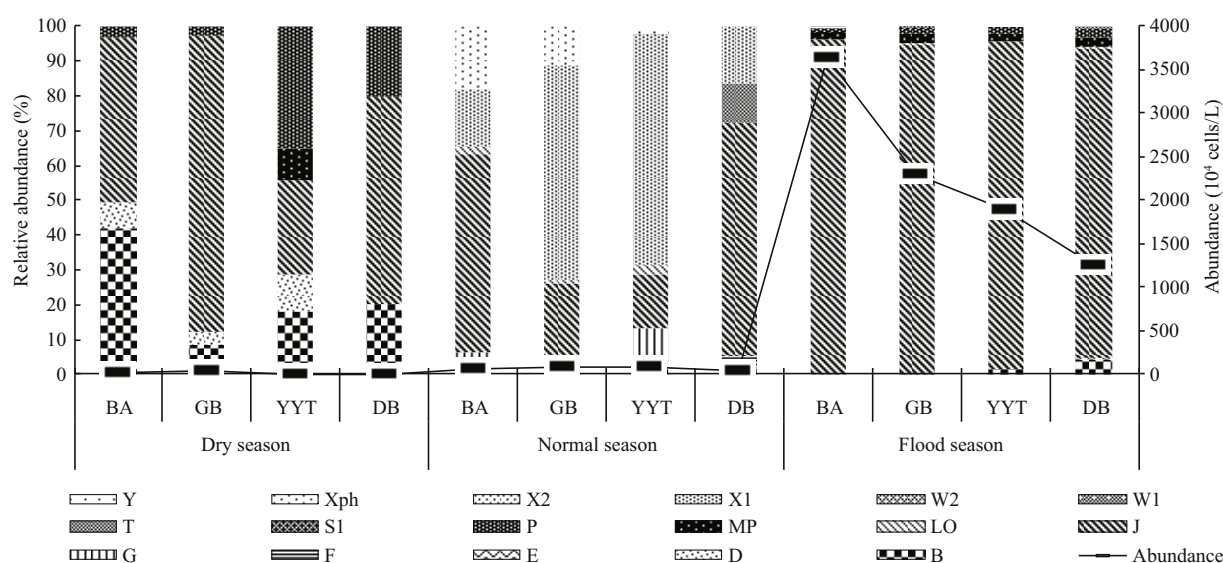 100
90
80
70
60
50
40
30
20
10
0
Relative abundance (%)
4000
3500
3000
2500
2000
1500
1000
500
0
Abundance (10⁴ cells/L)
BA GB YYT DB BA GB YYT DB BA GB YYT DB
Dry season Normal season Flood season
Y Xph X2 X1 W2 W1
T S1 P MP LO J
G F E D B Abundance